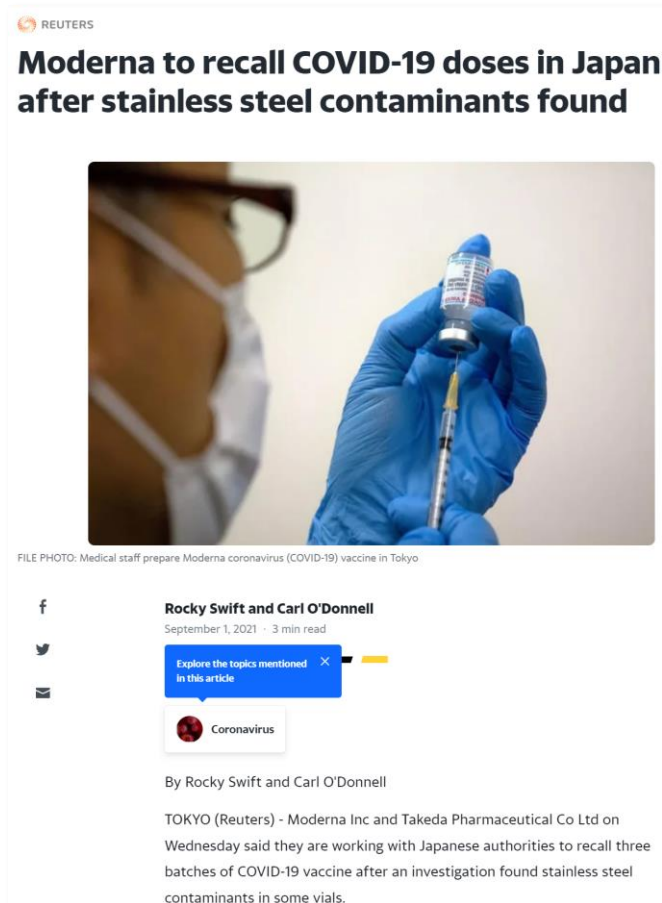 REUTERS
Moderna to recall COVID-19 doses in Japan
after stainless steel contaminants found
FILE PHOTO: Medical staff prepare Moderna coronavirus (COVID-19) vaccine in Tokyo
Rocky Swift and Carl O'Donnell
September 1, 2021 · 3 min read
Explore the topics mentioned
in this article
Coronavirus
By Rocky Swift and Carl O'Donnell
TOKYO (Reuters) - Moderna Inc and Takeda Pharmaceutical Co Ltd on
Wednesday said they are working with Japanese authorities to recall three
batches of COVID-19 vaccine after an investigation found stainless steel
contaminants in some vials.